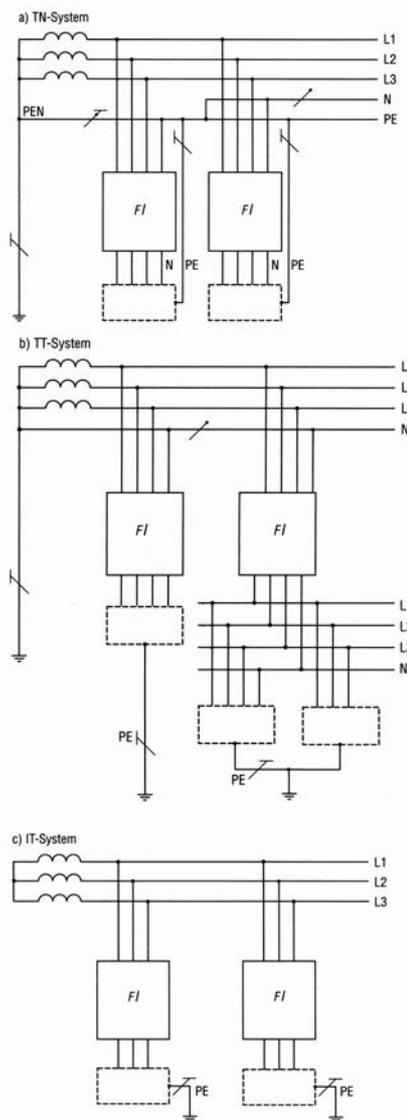 a) TN-System
L1
L2
L3
N
PEN
PE
FI FI
N PE N PE
b) TT-System
L
L
L
N
FI FI
L
L
L
N
PE
PE
c) IT-System
L1
L2
L3
FI FI
PE PE